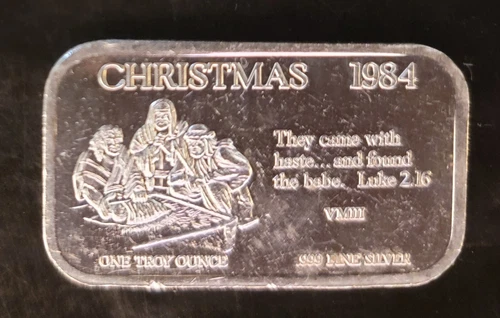 CHRISTMAS 1984
They came with
haste... and found
the babe. Luke 2.16
VMIII
ONE TROY OUNCE .999 FINE SILVER